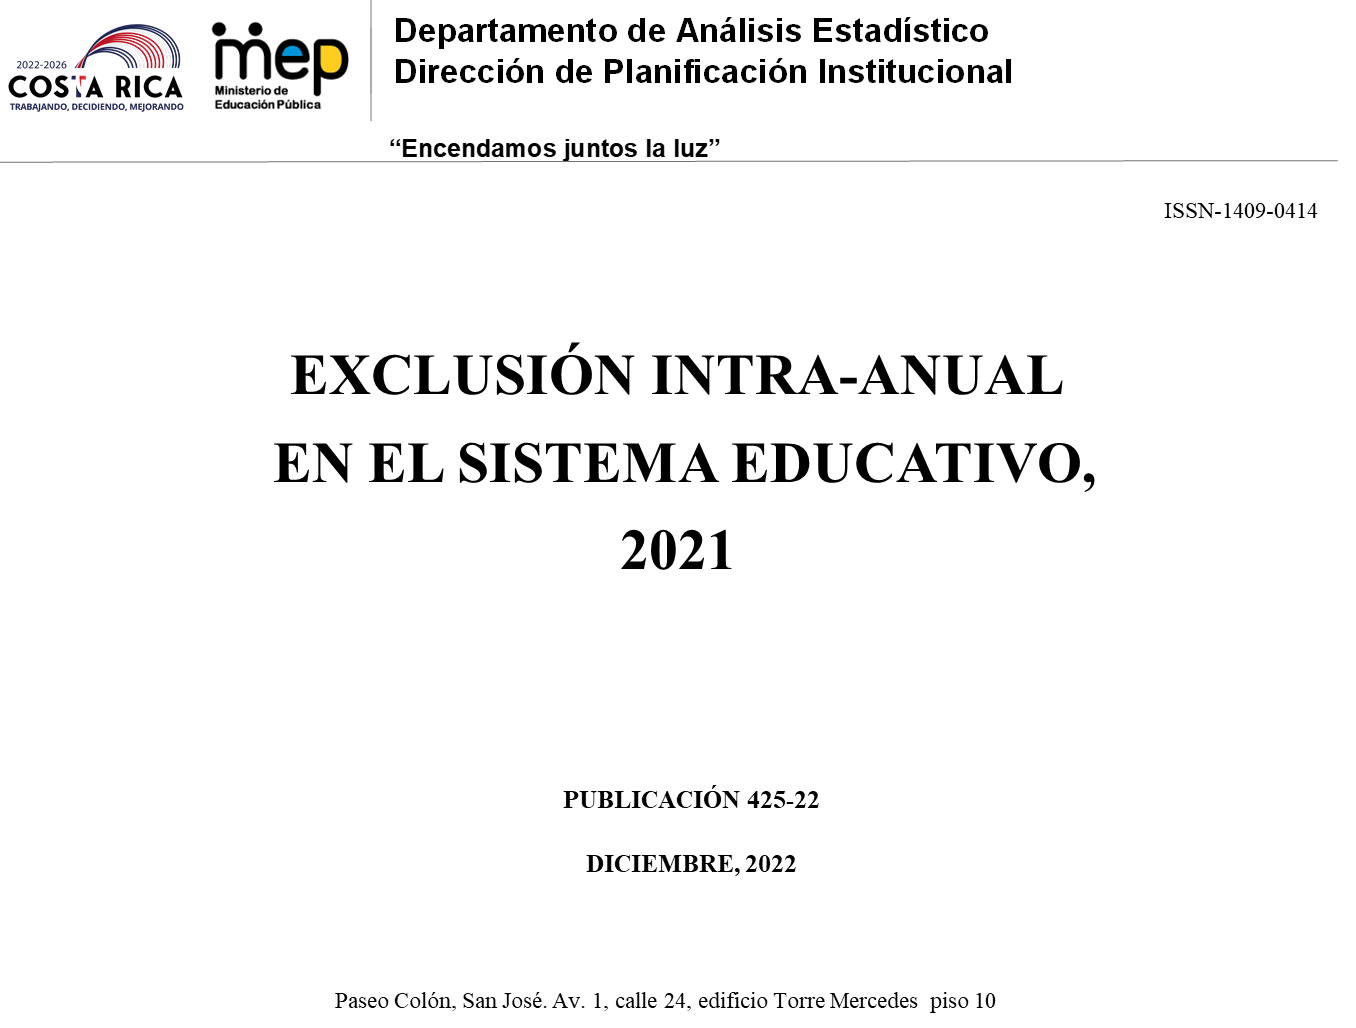 2022-2026
COSTA RICA
TRABAJANDO, DECIDIENDO, MEJORANDO
mep
Ministerio de
Educación Pública
Departamento de Análisis Estadístico
Dirección de Planificación Institucional
“Encendamos juntos la luz”
ISSN-1409-0414
EXCLUSIÓN INTRA-ANUAL
EN EL SISTEMA EDUCATIVO,
2021
PUBLICACIÓN 425-22
DICIEMBRE, 2022
Paseo Colón, San José. Av. 1, calle 24, edificio Torre Mercedes piso 10